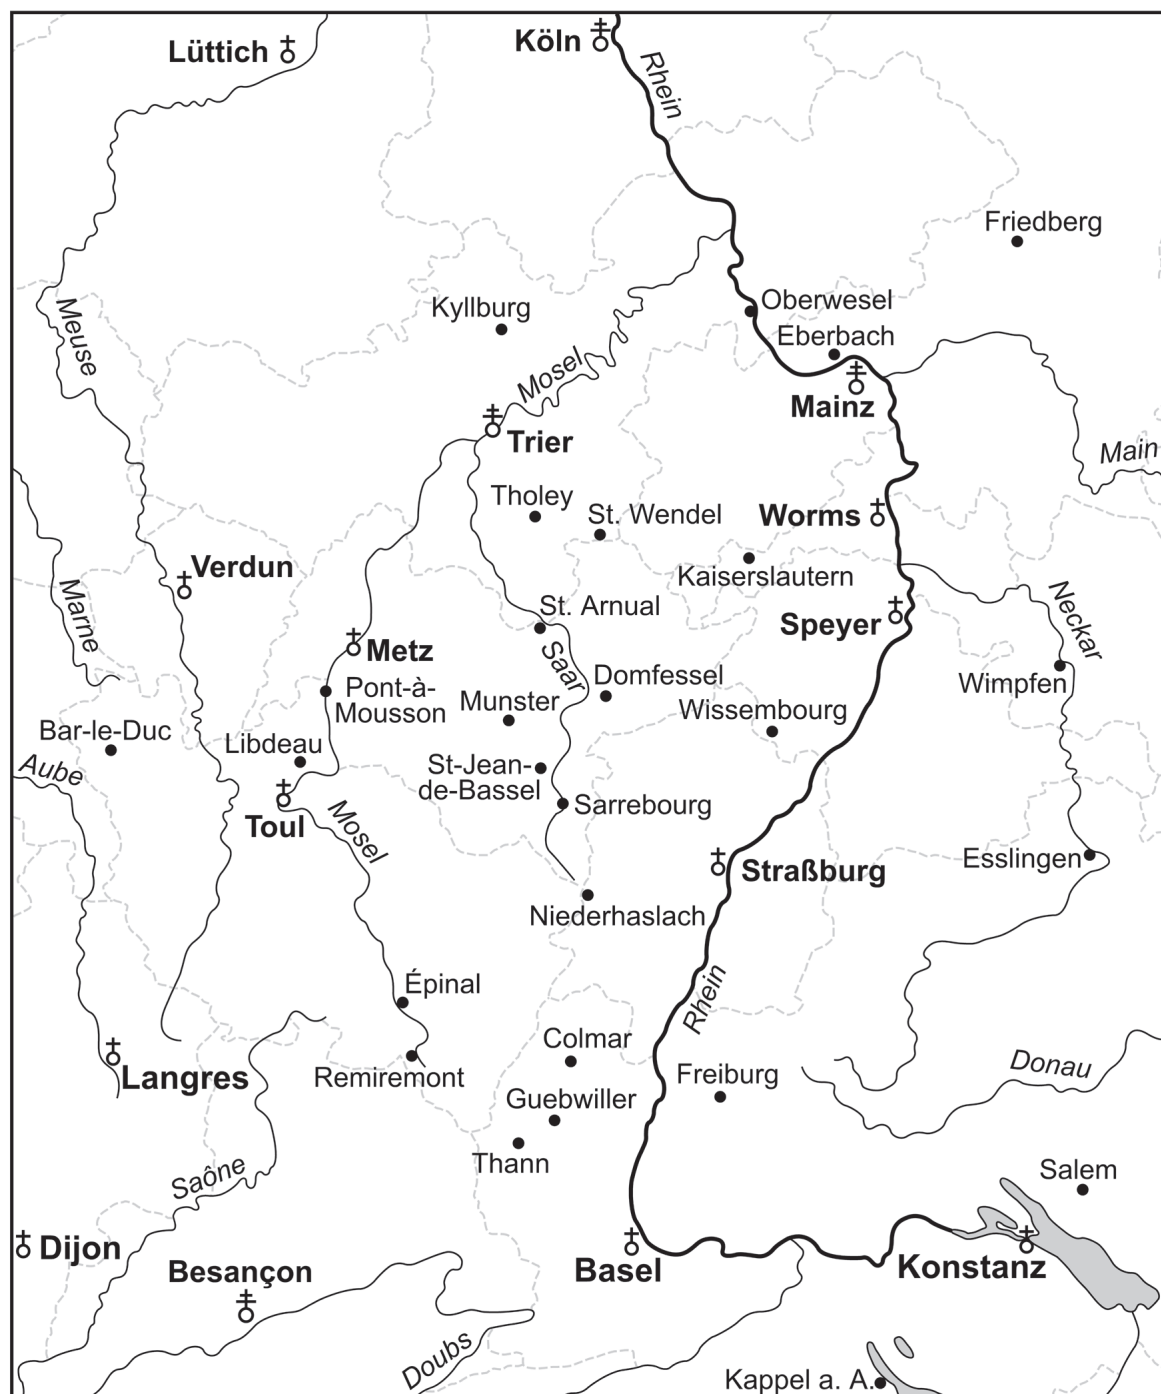 Lüttich
Köln
Rhein
Friedberg
Meuse
Kyllburg
Oberwesel
Eberbach
Mosel
Mainz
Trier
Main
Tholey
St. Wendel
Worms
Verdun
Kaiserslautern
Marne
St. Arnual
Neckar
Speyer
Metz
Saar
Domfessel
Wimpfen
Pont-à-
Mousson
Munster
Wissembourg
Bar-le-Duc
Libdeau
Aube
St-Jean-
de-Bassel
Sarrebourg
Toul
Mosel
Straßburg
Esslingen
Niederhaslach
Épinal
Rhein
Colmar
Langres
Remiremont
Freiburg
Donau
Guebwiller
Thann
Saône
Salem
Dijon
Besançon
Basel
Konstanz
Doubs
Kappel a. A.